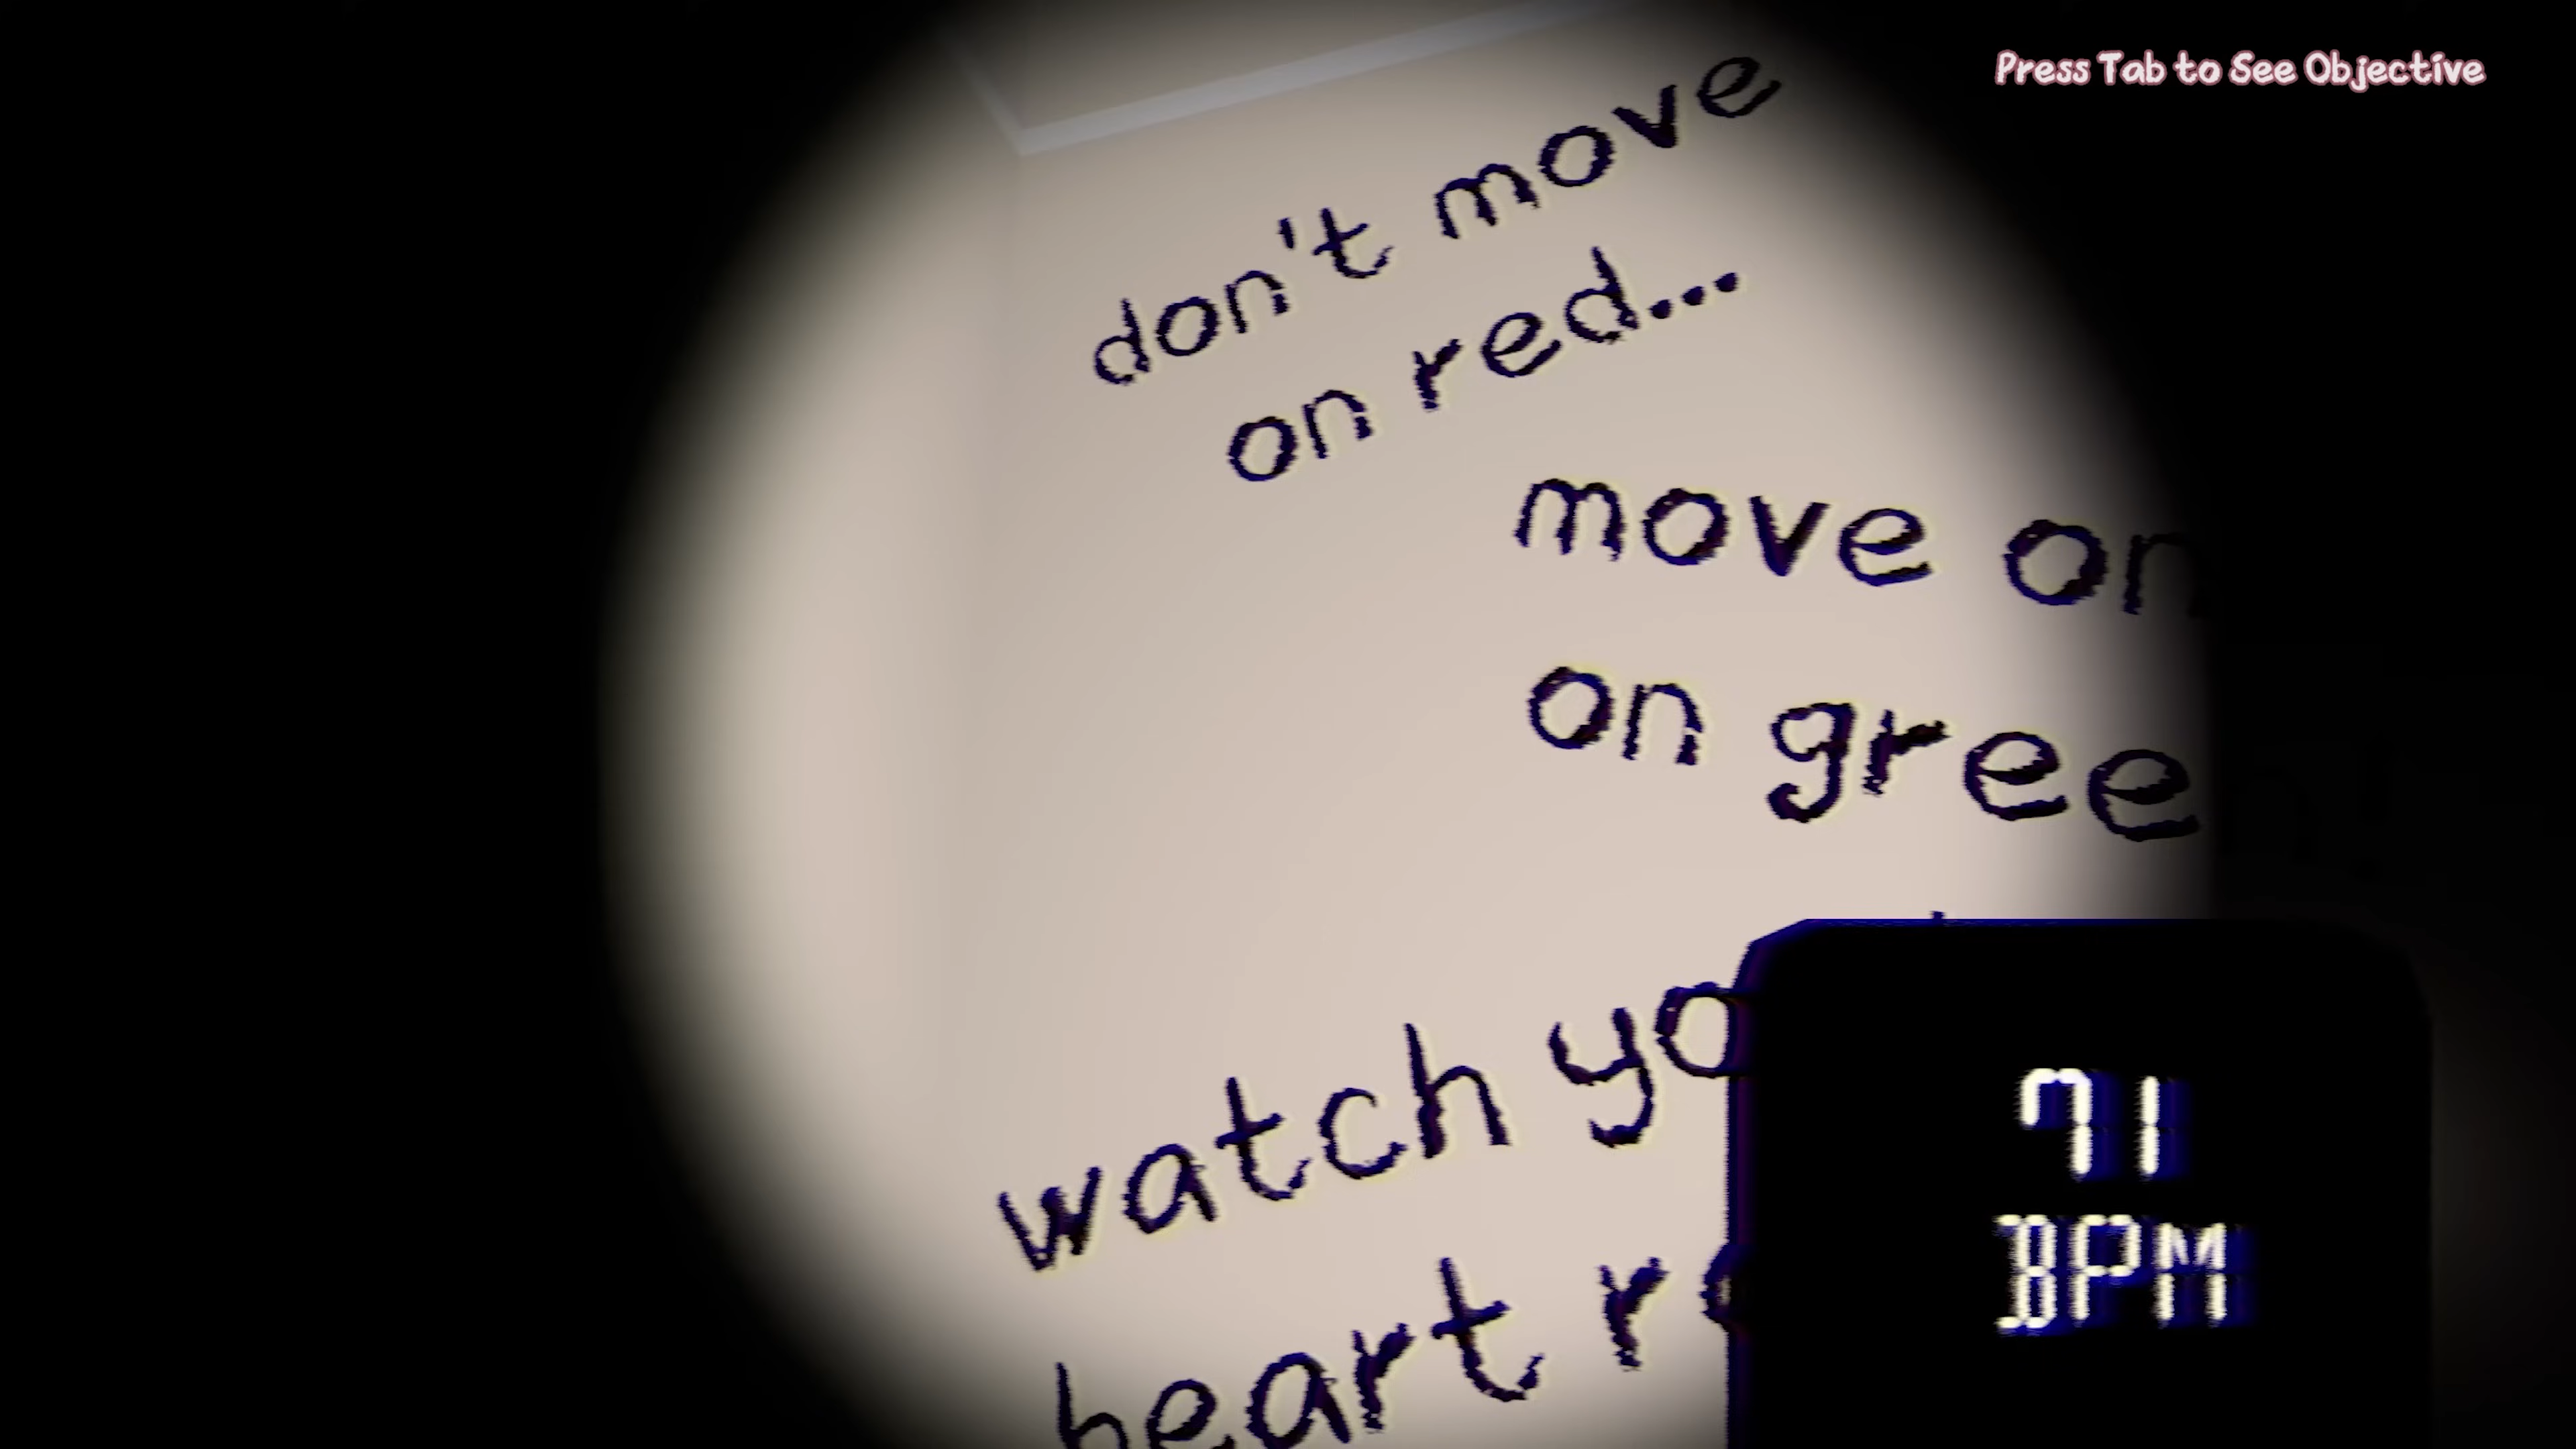 Press Tab to See Objective
don't move
on red...
move on
on gree
watch yo
heart r
71
BPM